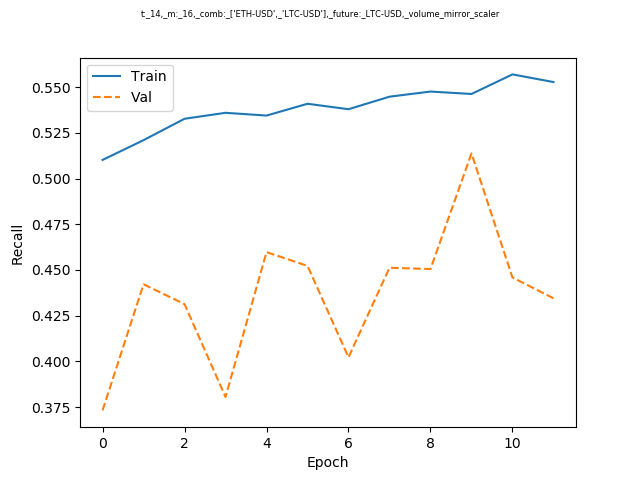 t:_14,_m:_16,_comb:_['ETH-USD',_'LTC-USD'],_future:_LTC-USD,_volume_mirror_scaler
Train
Val
0.550
0.525
0.500
0.475
0.450
0.425
0.400
0.375
Recall
0 2 4 6 8 10
Epoch